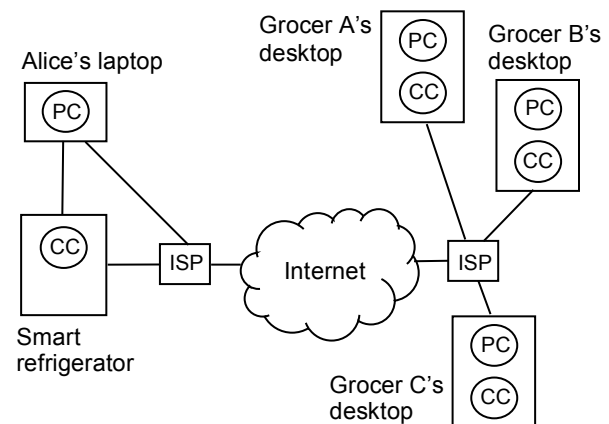 Alice's laptop
PC
CC
Smart
refrigerator
ISP
Internet
ISP
Grocer A's
desktop
PC
CC
Grocer B's
desktop
PC
CC
Grocer C's
desktop
PC
CC